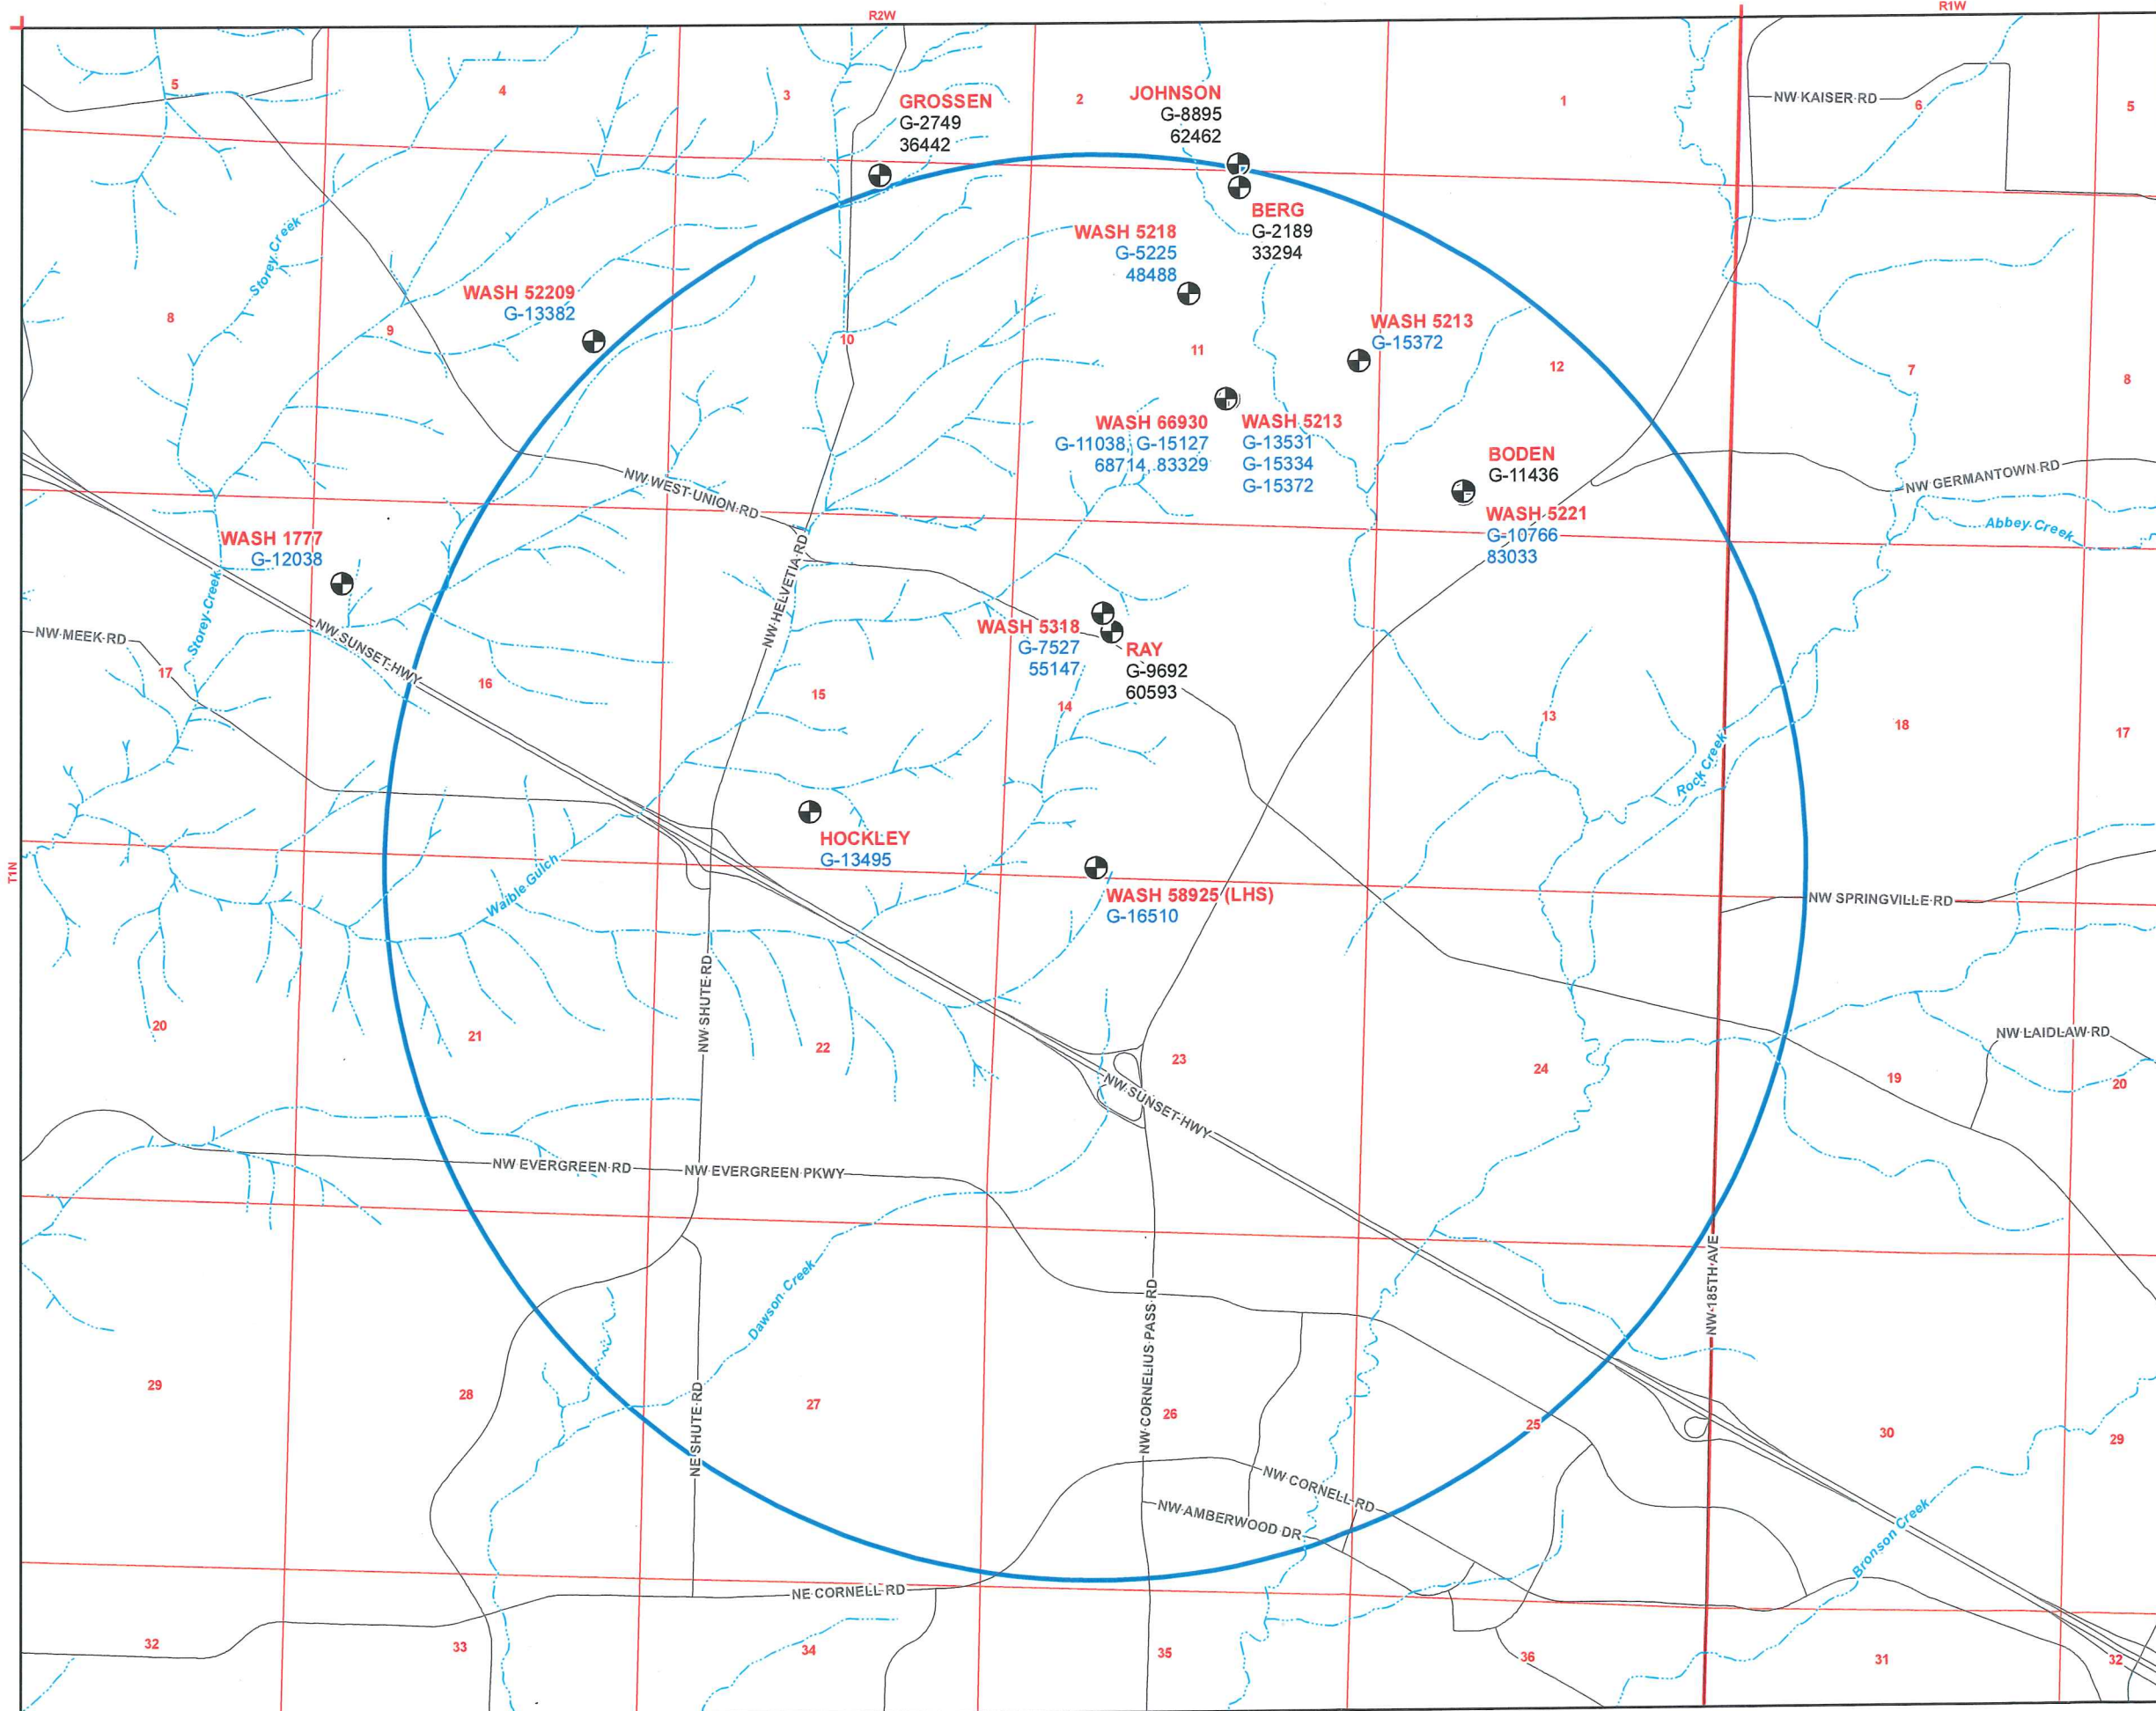 R2W
R1W
5
4
3
2
1
6
5
NW KAISER RD
GROSSEN
G-2749
36442
JOHNSON
G-8895
62462
BERG
G-2189
33294
WASH 5218
G-5225
48488
Storey Creek
WASH 52209
G-13382
8
9
10
11
WASH 5213
G-15372
12
7
8
WASH 66930
G-11038, G-15127
68714, 83329
WASH 5213
G-13531
G-15334
G-15372
BODEN
G-11436
NW WEST UNION RD
NW GERMANTOWN RD
WASH 5221
G-10766
83033
Abbey Creek
WASH 1777
G-12038
NW HELVETIA RD
Storey Creek
NW MEEK RD
NW SUNSET HWY
WASH 5318
G-7527
55147
RAY
G-9692
60593
17
16
15
14
13
18
17
Rock Creek
HOCKLEY
G-13495
T1N
Waible Gulch
WASH 58925 (LHS)
G-16510
NW SPRINGVILLE RD
NW SHUTE RD
20
21
22
23
24
19
20
NW LAIDLAW RD
NW SUNSET HWY
NW EVERGREEN RD
NW EVERGREEN PKWY
Dawson Creek
NW CORNELIUS PASS RD
NW 185TH AVE
29
28
27
26
25
30
29
NE SHUTE RD
NW CORNELL RD
NW AMBERWOOD DR
Bronson Creek
NE CORNELL RD
32
33
34
35
36
31
32